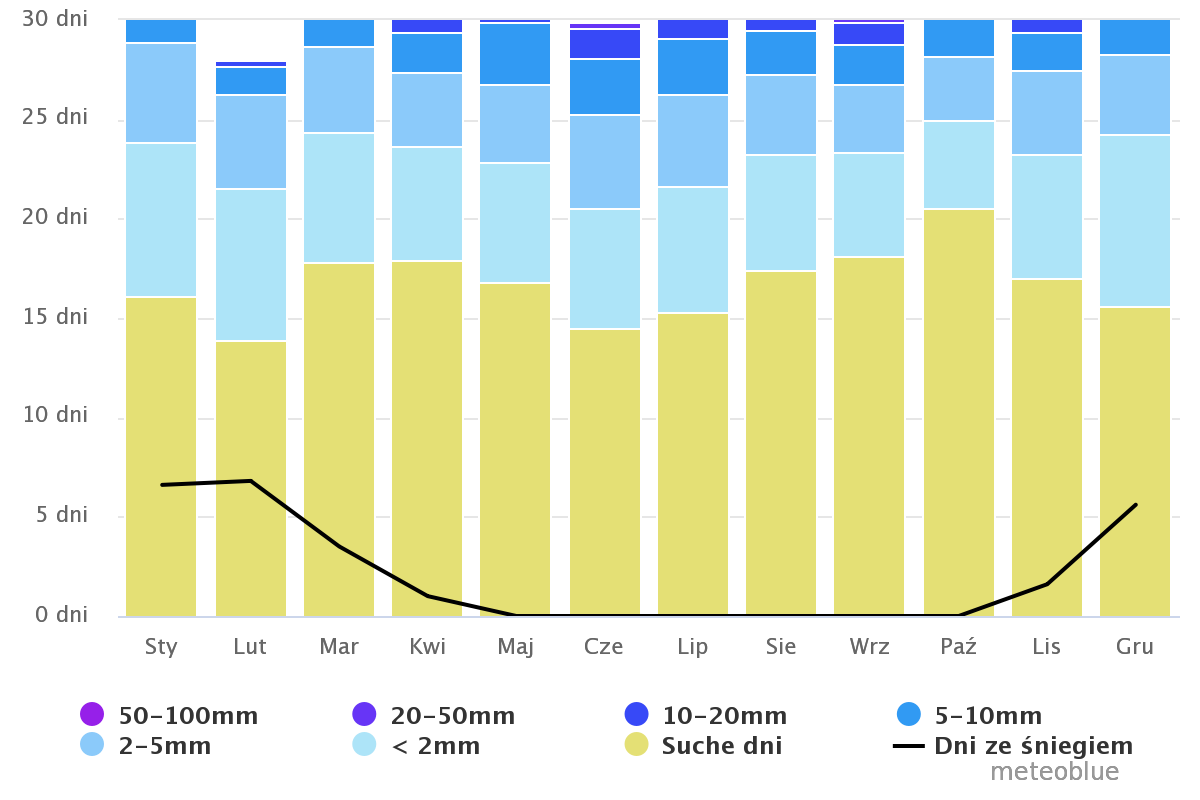 30 dni
25 dni
20 dni
15 dni
10 dni
5 dni
0 dni
Sty Lut Mar Kwi Maj Cze Lip Sie Wrz Paź Lis Gru
50–100mm 20–50mm 10–20mm 5–10mm
2–5mm < 2mm Suche dni Dni ze śniegiem
meteoblue